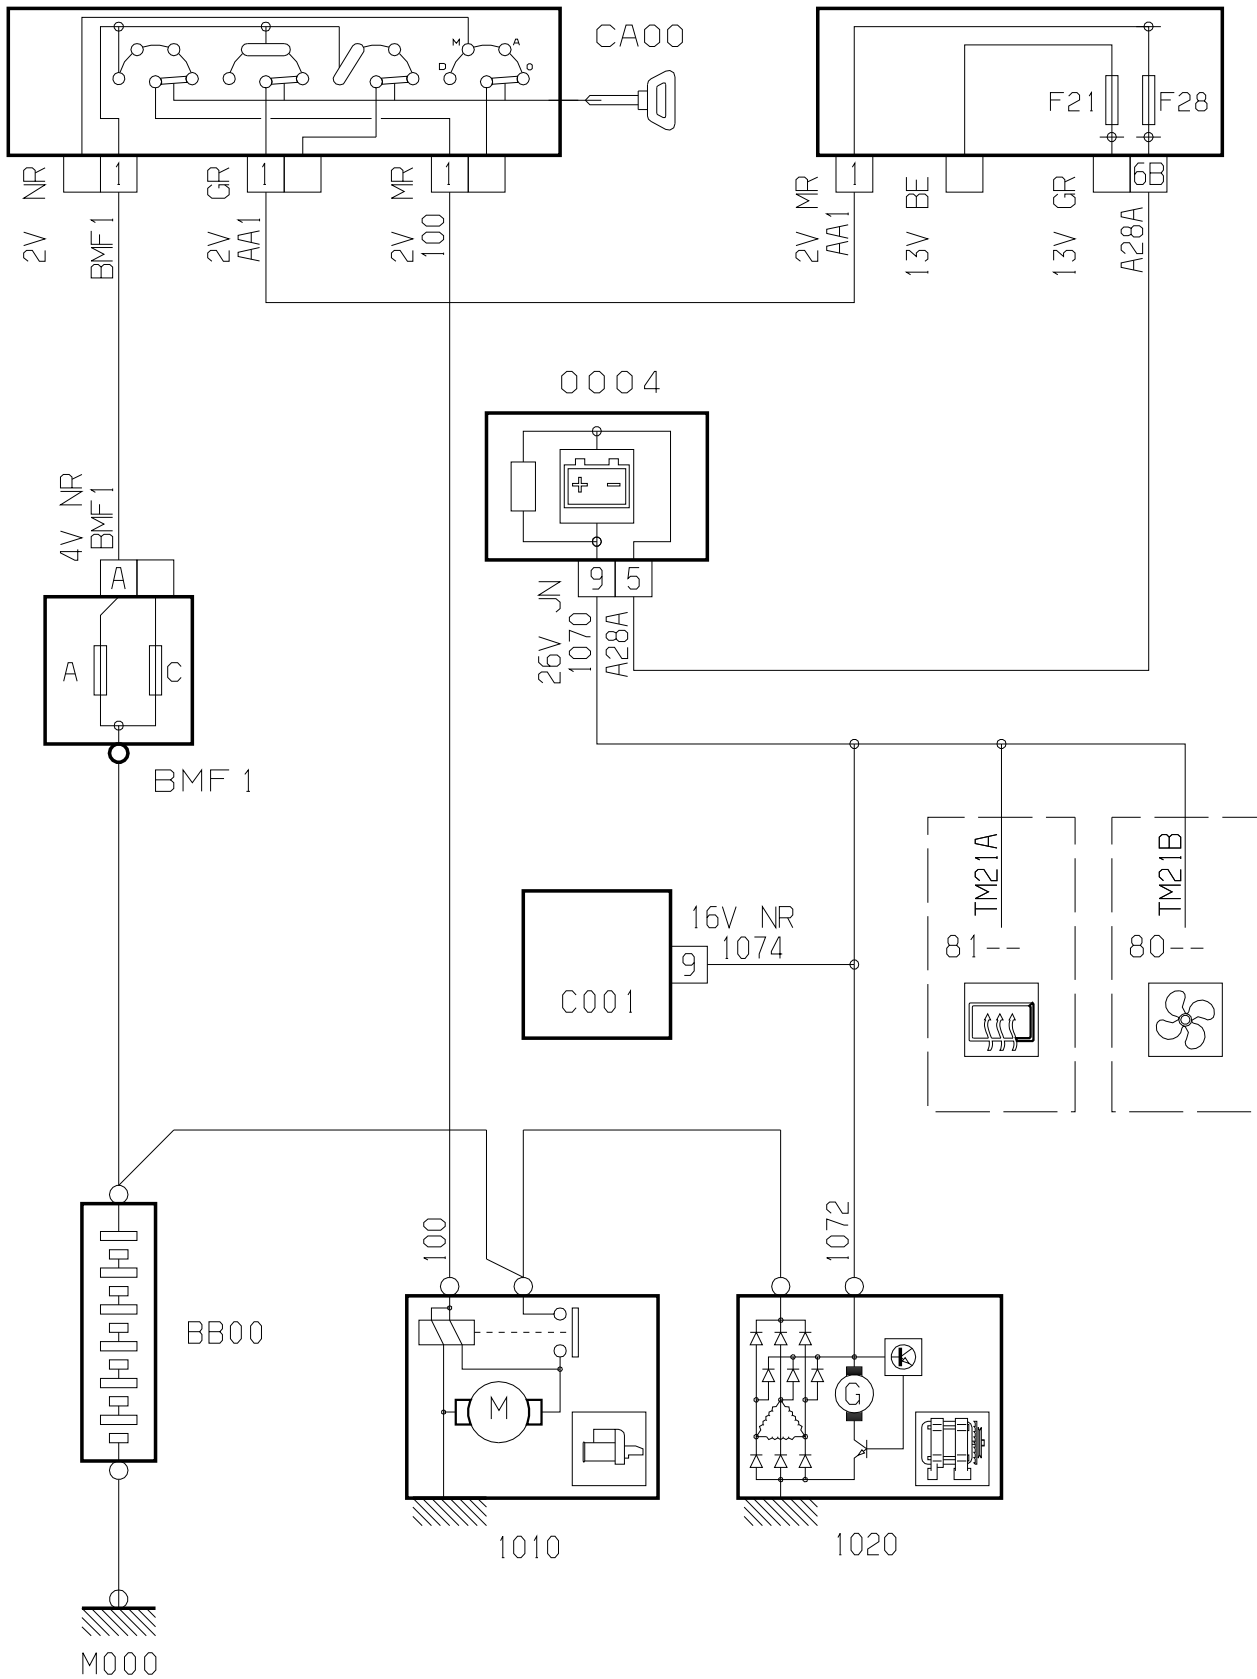 CA00
M
A
D
O
F21
F28
1
1
1
1
6B
2V NR
BMF1
2V GR
AA1
2V MR
100
2V MR
AA1
13V BE
13V GR
A28A
0004
+ -
9
5
26V JN
1070
A28A
4V NR
BMF1
A
A
C
BMF1
TM21A
81--
TM21B
80--
16V NR
1074
9
C001
100
1072
BB00
M
G
1010
1020
M000